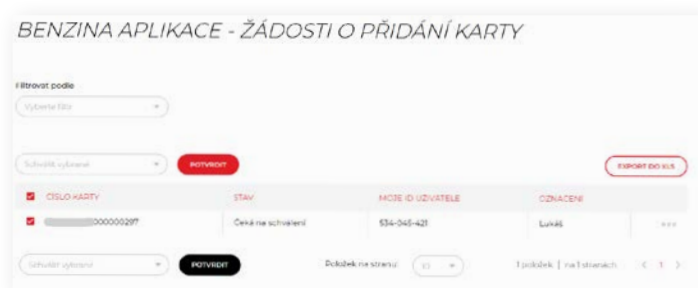 BENZINA APLIKACE - ŽÁDOSTI O PŘIDÁNÍ KARTY
Filtrovat podle
Vyberte filtr
Schválit vybrané
POTVRDIT
EXPORT DO XLS
ČÍSLO KARTY STAV MOJE ID UŽIVATELE OZNAČENÍ
000000297 Čeká na schválení 534-045-421 Lukáš
Schválit vybrané
POTVRDIT
Položek na stranu: 10 1 položek | na 1 stranách < 1 >